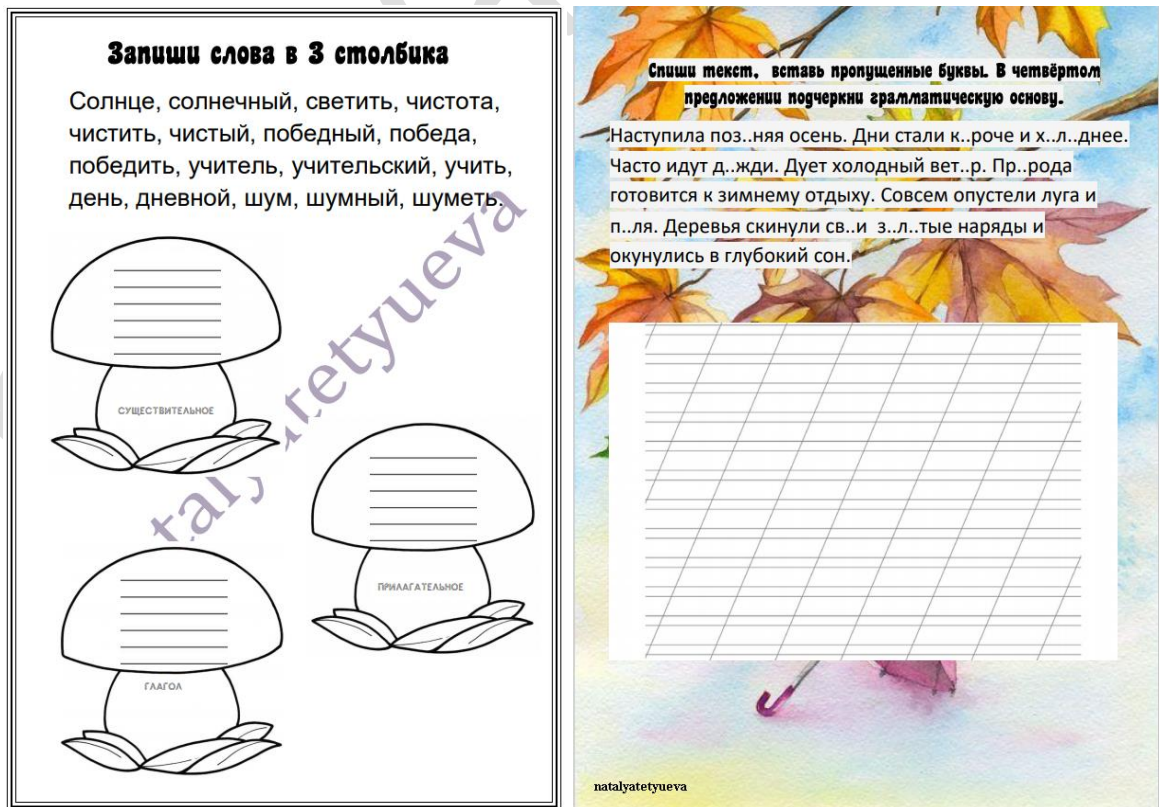 Запиши слова в 3 столбика
Солнце, солнечный, светить, чистота,
чистить, чистый, победный, победа,
победить, учитель, учительский, учить,
день, дневной, шум, шумный, шуметь.
СУЩЕСТВИТЕЛЬНОЕ
ПРИЛАГАТЕЛЬНОЕ
ГЛАГОЛ
Спиши текст, вставь пропущенные буквы. В четвёртом
предложении подчеркни грамматическую основу.
Наступила поз..няя осень. Дни стали к..роче и х..л..днее.
Часто идут д..жди. Дует холодный вет..р. Пр..рода
готовится к зимнему отдыху. Совсем опустели луга и
п..ля. Деревья скинули св..и з..л..тые наряды и
окунулись в глубокий сон.
natalyatetyueva